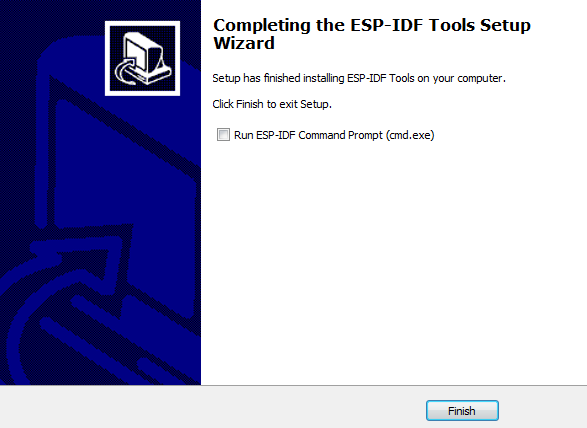 Completing the ESP-IDF Tools Setup
Wizard
Setup has finished installing ESP-IDF Tools on your computer.
Click Finish to exit Setup.
Run ESP-IDF Command Prompt (cmd.exe)
Finish